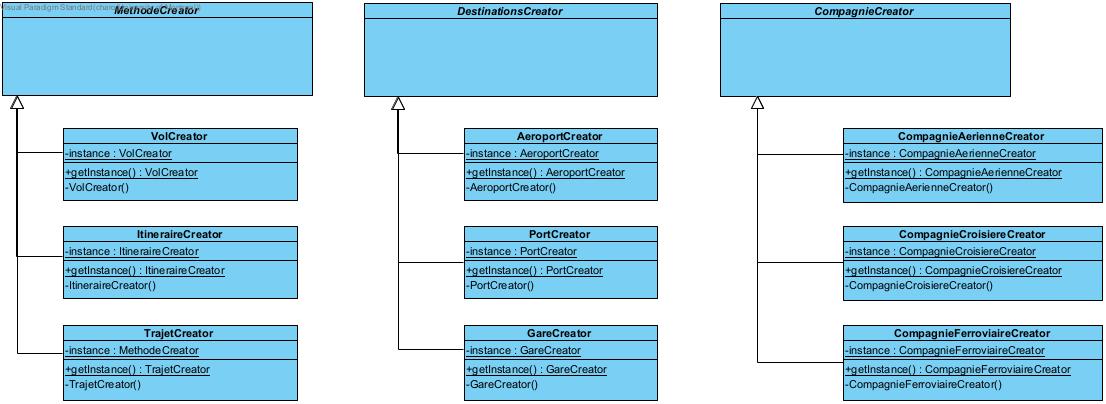 Visual Paradigm Standard(char
MethodeCreator
VolCreator
-instance : VolCreator
+getInstance() : VolCreator
-VolCreator()
ItineraireCreator
-instance : ItineraireCreator
+getInstance() : ItineraireCreator
-ItineraireCreator()
TrajetCreator
-instance : MethodeCreator
+getInstance() : TrajetCreator
-TrajetCreator()
DestinationsCreator
AeroportCreator
-instance : AeroportCreator
+getInstance() : AeroportCreator
-AeroportCreator()
PortCreator
-instance : PortCreator
+getInstance() : PortCreator
-PortCreator()
GareCreator
-instance : GareCreator
+getInstance() : GareCreator
-GareCreator()
CompagnieCreator
CompagnieAerienneCreator
-instance : CompagnieAerienneCreator
+getInstance() : CompagnieAerienneCreator
-CompagnieAerienneCreator()
CompagnieCroisiereCreator
-instance : CompagnieCroisiereCreator
+getInstance() : CompagnieCroisiereCreator
-CompagnieCroisiereCreator()
CompagnieFerroviaireCreator
-instance : CompagnieFerroviaireCreator
+getInstance() : CompagnieFerroviaireCreator
-CompagnieFerroviaireCreator()